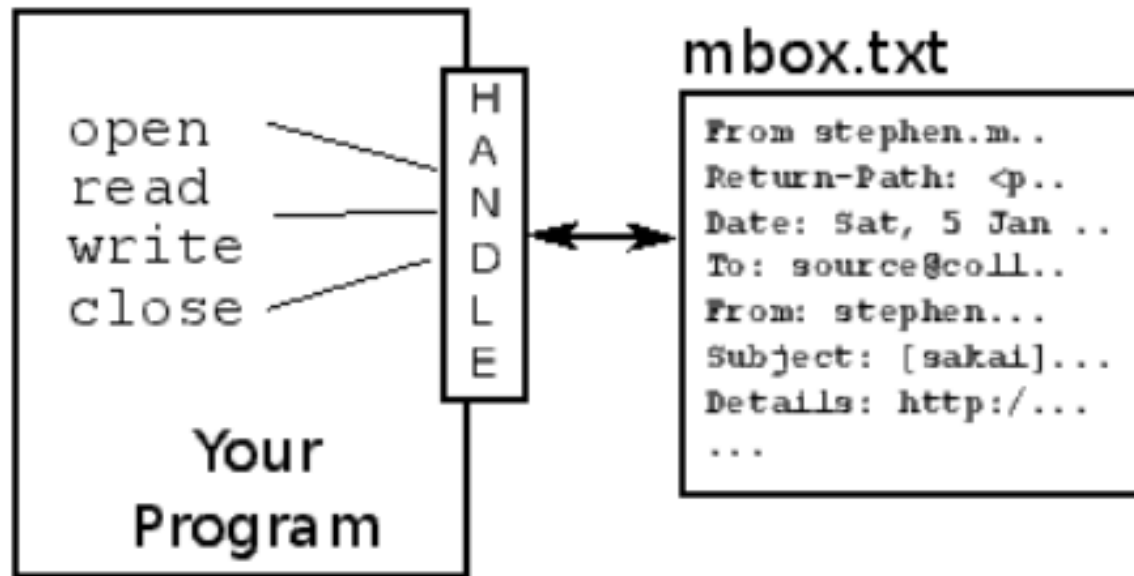 open
read
write
close
Your
Program
H
A
N
D
L
E
mbox.txt
From stephen.m..
Return-Path: <p..
Date: Sat, 5 Jan ..
To: source@coll..
From: stephen...
Subject: [sakai]...
Details: http:/...
...